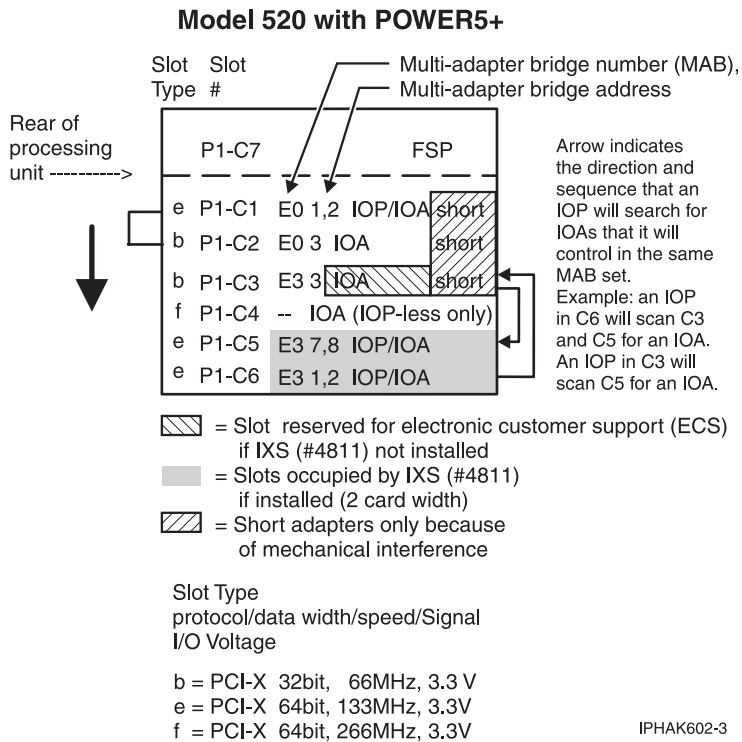 Model 520 with POWER5+
Slot Slot
Type #
Multi-adapter bridge number (MAB),
Multi-adapter bridge address
Rear of
processing
unit ---------->
P1-C7 FSP
e P1-C1 E0 1,2 IOP/IOA short
b P1-C2 E0 3 IOA short
b P1-C3 E3 3 IOA short
f P1-C4 -- IOA (IOP-less only)
e P1-C5 E3 7,8 IOP/IOA
e P1-C6 E3 1,2 IOP/IOA
Arrow indicates
the direction and
sequence that an
IOP will search for
IOAs that it will
control in the same
MAB set.
Example: an IOP
in C6 will scan C3
and C5 for an IOA.
An IOP in C3 will
scan C5 for an IOA.
= Slot reserved for electronic customer support (ECS)
if IXS (#4811) not installed
= Slots occupied by IXS (#4811)
if installed (2 card width)
= Short adapters only because
of mechanical interference
Slot Type
protocol/data width/speed/Signal
I/O Voltage
b = PCI-X 32bit, 66MHz, 3.3 V
e = PCI-X 64bit, 133MHz, 3.3V
f = PCI-X 64bit, 266MHz, 3.3V
IPHAK602-3